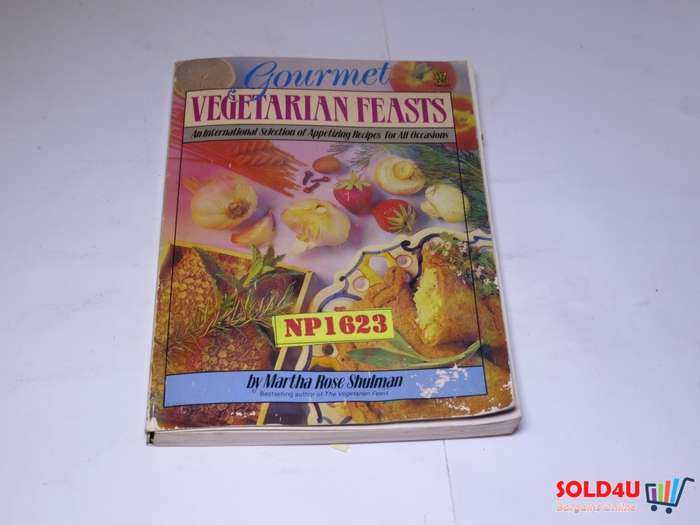 Gourmet
VEGETARIAN FEASTS
An International Selection of Appetizing Recipes for All Occasions
NP1623
by Martha Rose Shulman
Bestselling author of The Vegetarian Feast
SOLD4U
Bargains Online